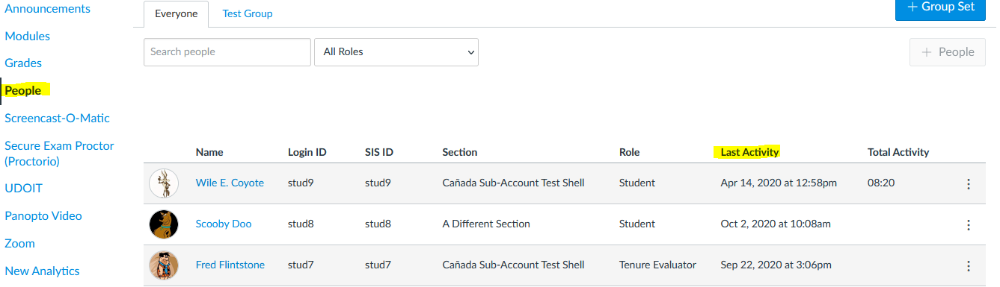 Announcements
Modules
Grades
People
Screencast-O-Matic
Secure Exam Proctor
(Proctorio)
UDOIT
Panopto Video
Zoom
New Analytics
Everyone Test Group
+ Group Set
Search people All Roles + People
Name Login ID SIS ID Section Role Last Activity Total Activity
Wile E. Coyote stud9 stud9 Cañada Sub-Account Test Shell Student Apr 14, 2020 at 12:58pm 08:20
Scooby Doo stud8 stud8 A Different Section Student Oct 2, 2020 at 10:08am
Fred Flintstone stud7 stud7 Cañada Sub-Account Test Shell Tenure Evaluator Sep 22, 2020 at 3:06pm